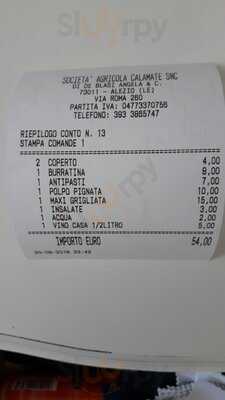 Sluurpy
SOCIETA' AGRICOLA CALAMATE SNC
DI DE BLASI ANGELA & C.
73011 - ALEZIO (LE)
VIA ROMA 260
PARTITA IVA: 04773370756
TELEFONO: 393 3865747
RIEPILOGO CONTO N. 13
STAMPA COMANDE 1
2 COPERTO 4,00
1 BURRATINA 8,00
1 ANTIPASTI 7,00
1 POLPO PIGNATA 10,00
1 MAXI GRIGLIATA 15,00
1 INSALATE 3,00
1 ACQUA 2,00
1 VINO CASA 1/2LITRO 5,00
IMPORTO EURO 54,00